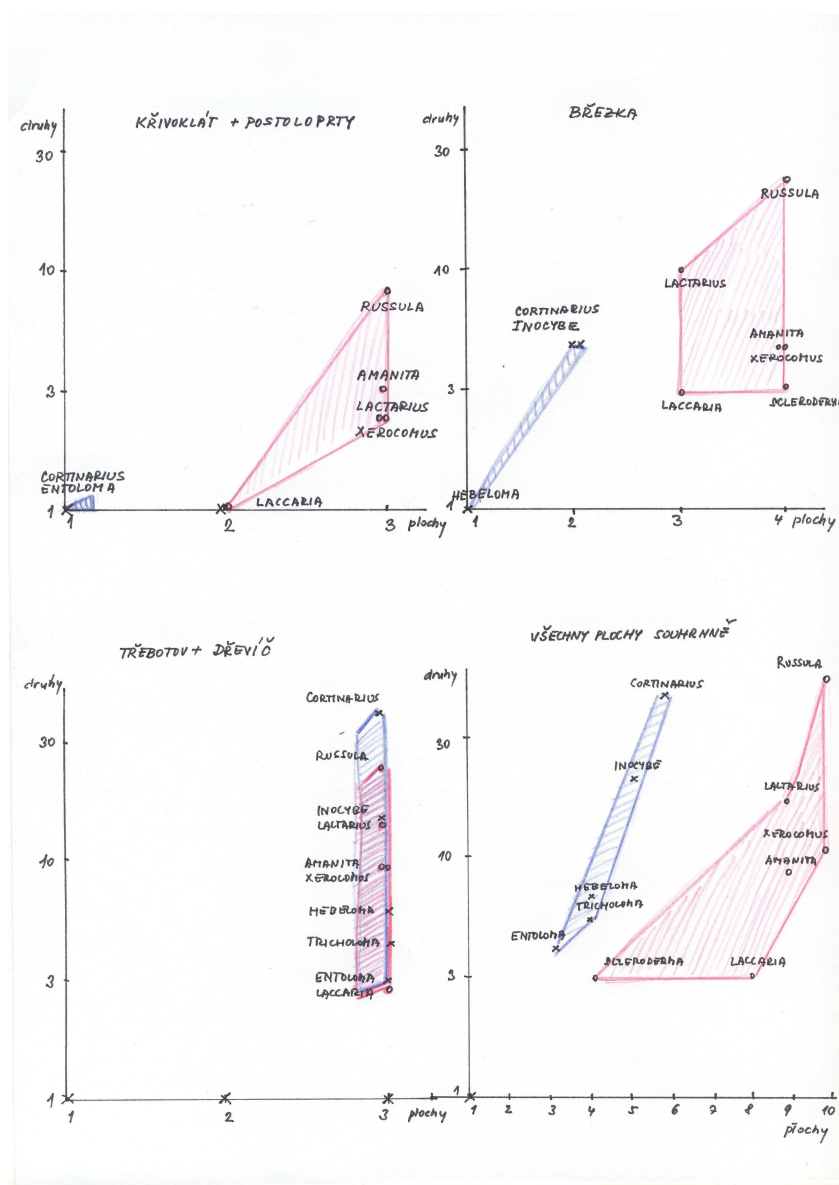 KŘIVOKLÁT + POSTOLOPRTY
druhy
30
10
3
1
RUSSULA
AMANITA
LACTARIUS
XEROCOMUS
LACCARIA
CORTINARIUS
ENTOLOMA
1 2 3 plochy
BŘEZKA
druhy
30
10
3
1
RUSSULA
LACTARIUS
CORTINARIUS
INOCYBE
AMANITA
XEROCOMUS
LACCARIA
SCLERODERM
HEBELOMA
1 2 3 4 plochy
TŘEBOTOV + DŘEVÍČ
druhy
30
10
3
1
CORTINARIUS
RUSSULA
INOCYBE
LACTARIUS
AMANITA
XEROCOMOS
HEBELOMA
TRICHOLOMA
ENTOLOMA
LACCARIA
1 2 3 plochy
VŠECHNY PLOCHY SOUHRNNĚ
druhy
30
10
3
1
RUSSULA
CORTINARIUS
INOCYBE
LACTARIUS
XEROCOMUS
AMANITA
HEBELOMA
TRICHOLOMA
ENTOLOMA
SCLERODERMA
LACCARIA
1 2 3 4 5 6 7 8 9 10
plochy